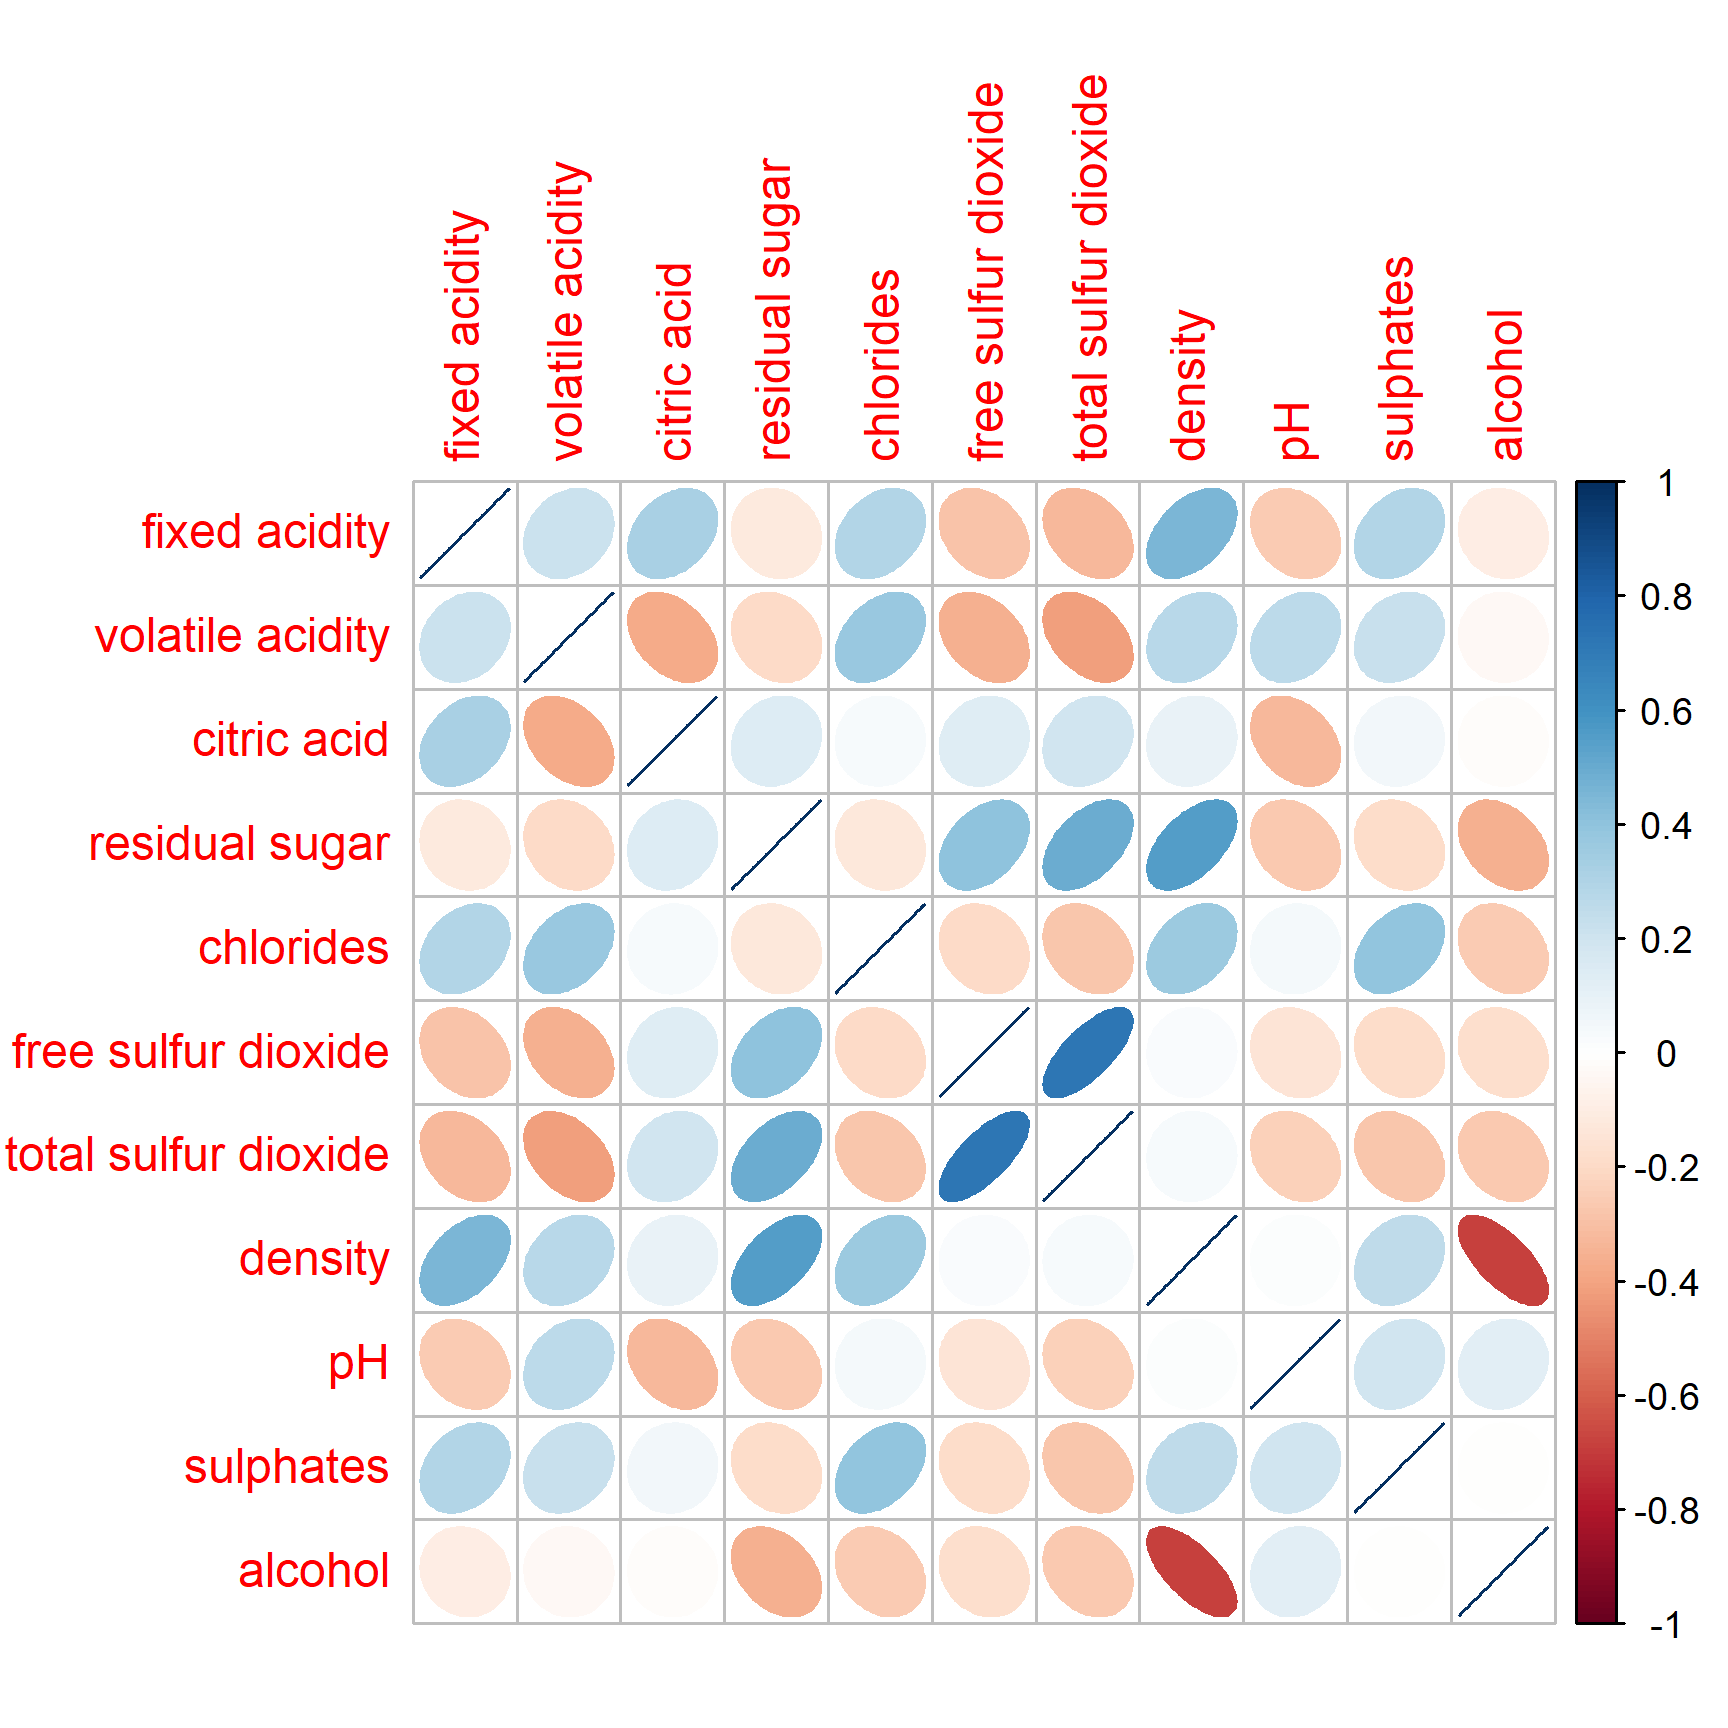 fixed acidity
volatile acidity
citric acid
residual sugar
chlorides
free sulfur dioxide
total sulfur dioxide
density
pH
sulphates
alcohol
fixed acidity
volatile acidity
citric acid
residual sugar
chlorides
free sulfur dioxide
total sulfur dioxide
density
pH
sulphates
alcohol
1
0.8
0.6
0.4
0.2
0
-0.2
-0.4
-0.6
-0.8
-1